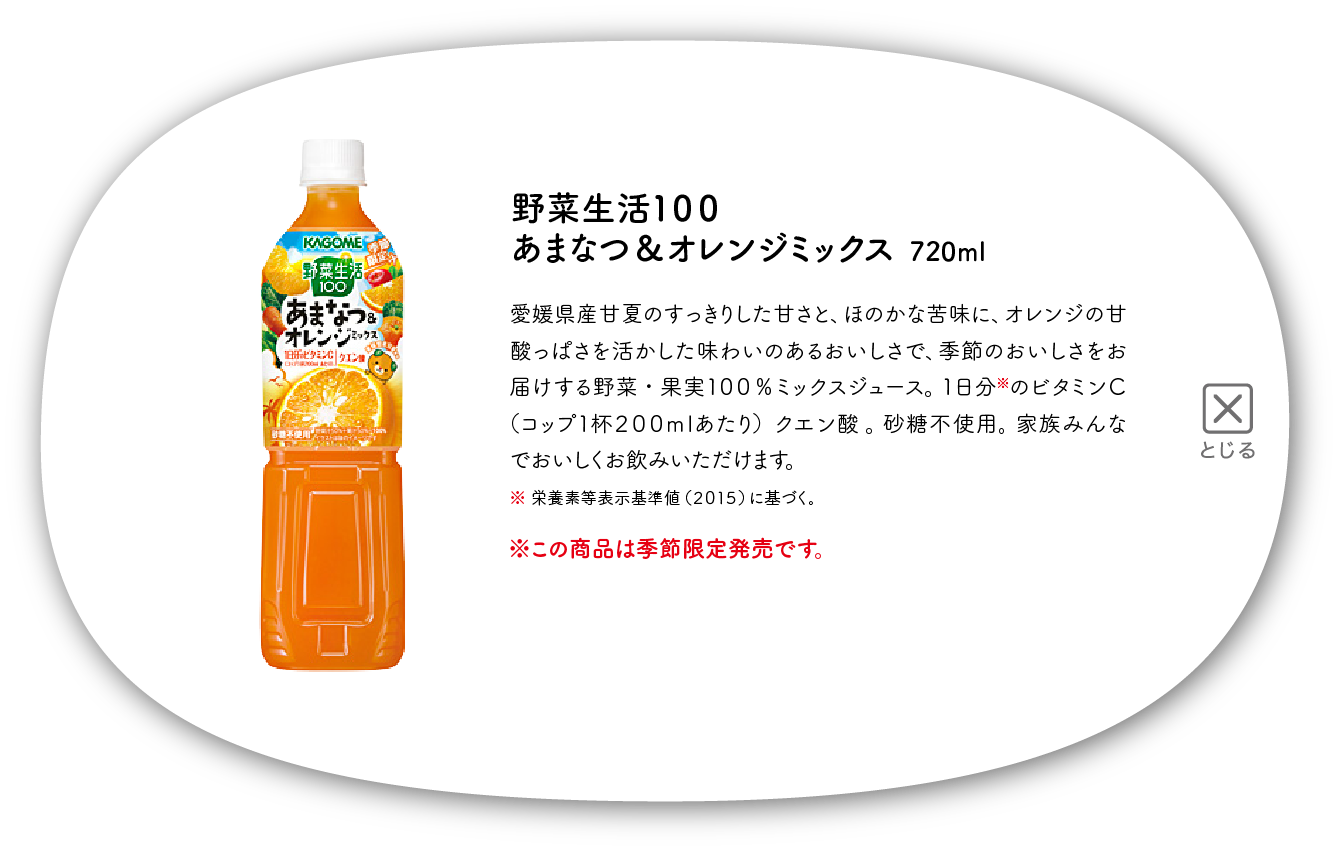 KAGOME
野菜生活
100
あまなつ&
オレンジミックス
クエン酸
砂糖不使用
野菜生活100
あまなつ&オレンジミックス 720ml
愛媛県産甘夏のすっきりした甘さと、ほのかな苦味に、オレンジの甘
酸っぱさを活かした味わいのあるおいしさで、季節のおいしさをお
届けする野菜・果実100%ミックスジュース。1日分※のビタミンC
(コップ1杯200mlあたり) クエン酸。砂糖不使用。家族みんな
でおいしくお飲みいただけます。
※ 栄養素等表示基準値(2015)に基づく。
※この商品は季節限定発売です。
とじる